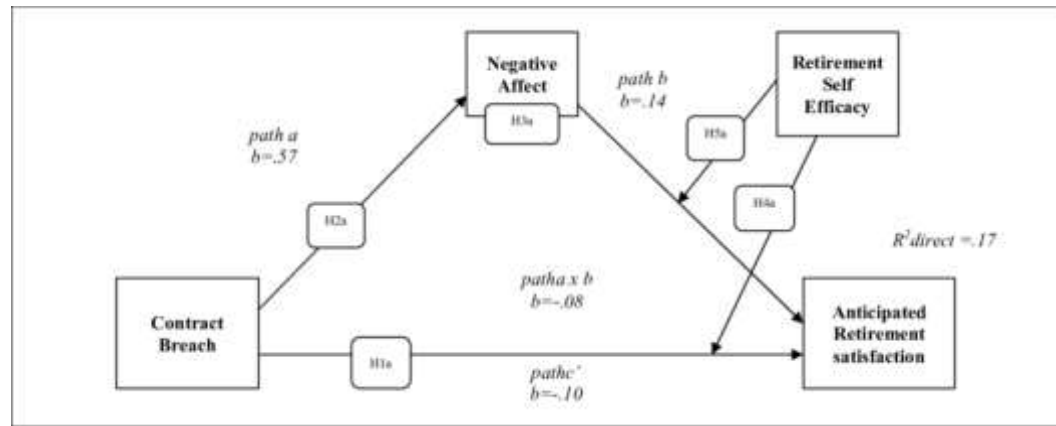 Negative
Affect
H3a
path b
b=.14
Retirement
Self
Efficacy
H5a
path a
b=.57
H4a
H2a
R²direct =.17
patha x b
b=-.08
Contract
Breach
Anticipated
Retirement
satisfaction
H1a
pathc'
b=-.10